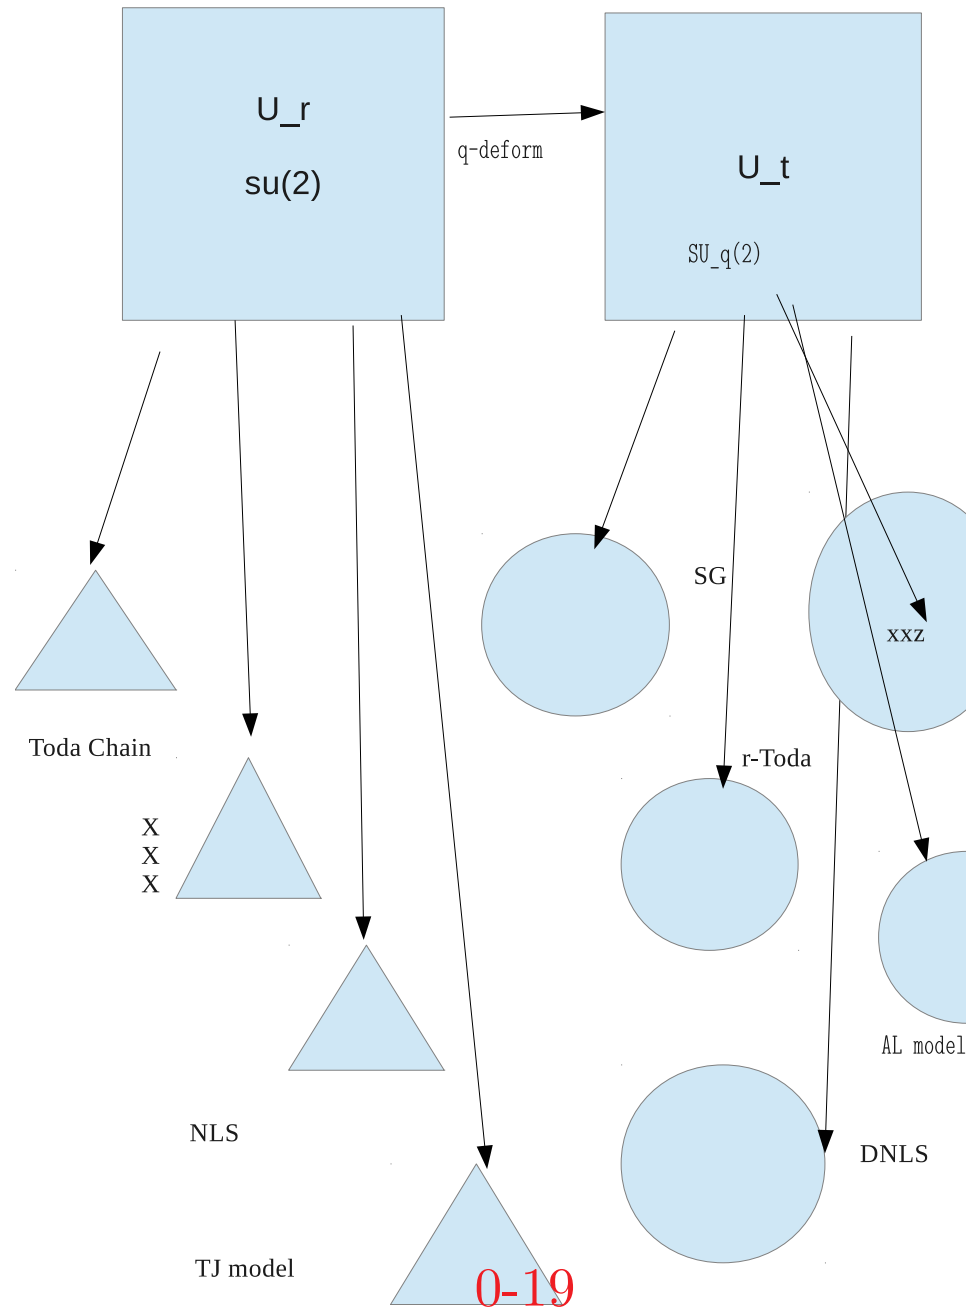 U_r
su(2)
q-deform
U_t
SU_q(2)
SG
xxz
Toda Chain
r-Toda
X
X
X
AL model
NLS
DNLS
TJ model
0-19